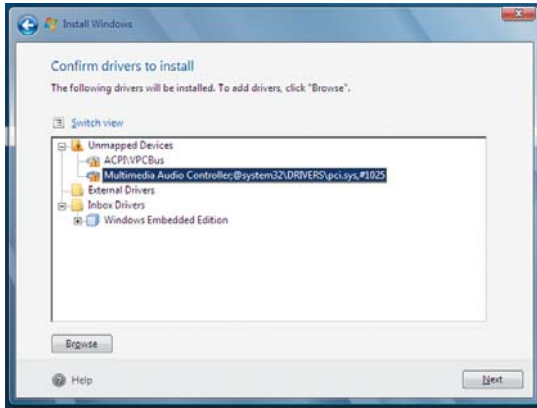 Install Windows
Confirm drivers to install
The following drivers will be installed. To add drivers, click "Browse".
Switch view
Unmapped Devices
ACPI\VPCBus
Multimedia Audio Controller;@system32\DRIVERS\pci.sys,#1025
External Drivers
Inbox Drivers
Windows Embedded Edition
Browse
Help
Next